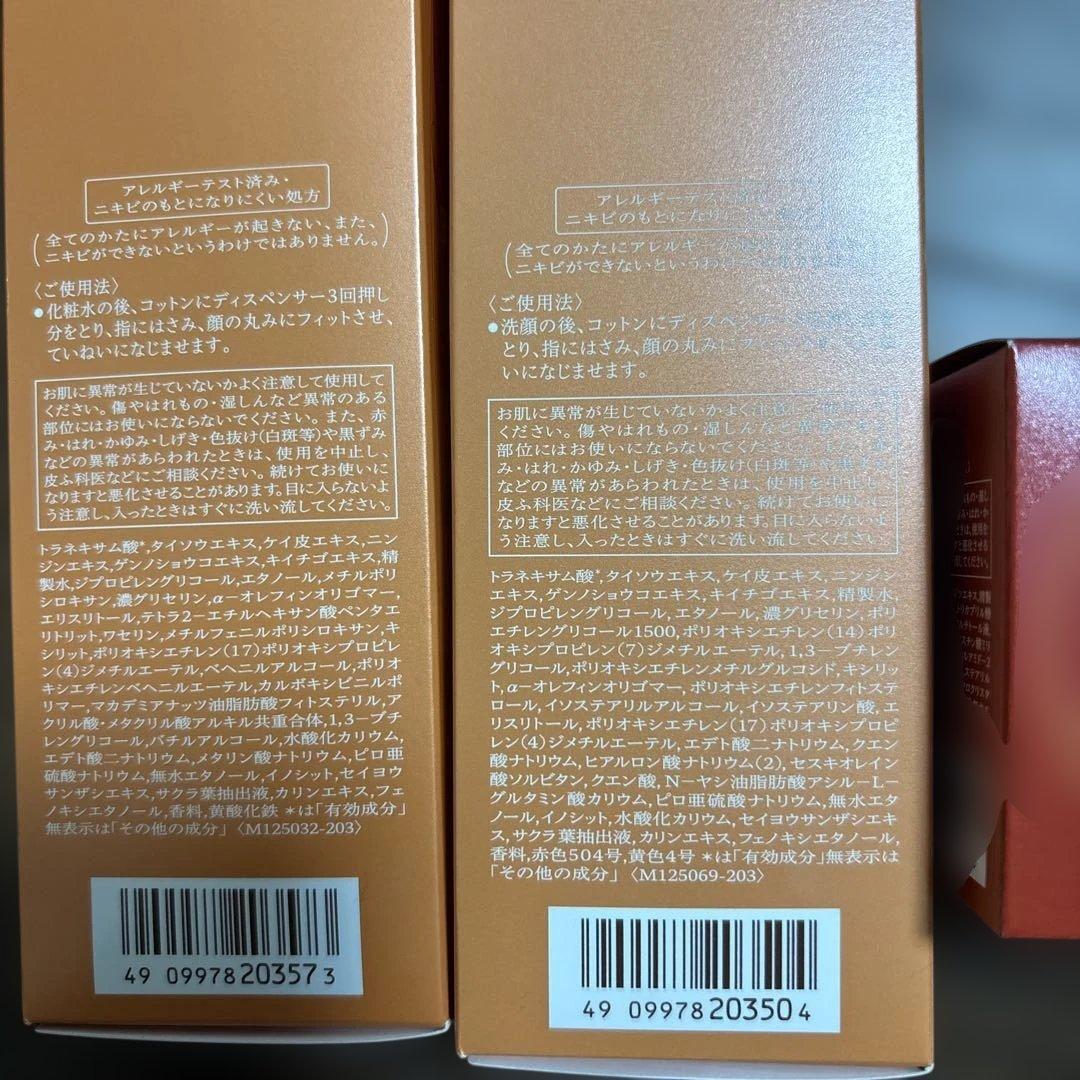 アレルギーテスト済み・
ニキビのもとになりにくい処方
(全てのかたにアレルギーが起きない、また、
ニキビができないというわけではありません。)
〈ご使用法〉
●化粧水の後、コットンにディスペンサー3回押し
分をとり、指にはさみ、顔の丸みにフィットさせ、
ていねいになじませます。
お肌に異常が生じていないかよく注意して使用して
ください。傷やはれもの・湿しんなど異常のある
部位にはお使いにならないでください。また、赤
み・はれ・かゆみ・しげき・色抜け(白斑等)や黒ずみ
などの異常があらわれたときは、使用を中止し、
皮ふ科医などにご相談ください。続けてお使いに
なりますと悪化することがあります。目に入らないよ
う注意し、入ったときはすぐに洗い流してください。
トラネキサム酸*,タイソウエキス,ケイ皮エキス,ニン
ジンエキス,ゲンノショウコエキス,キイチゴエキス,精
製水,ジプロピレングリコール,エタノール,メチルポリ
シロキサン,濃グリセリン,α-オレフィンオリゴマー,
エリスリトール,テトラ2-エチルヘキサン酸ペンタエ
リトリット,ワセリン,メチルフェニルポリシロキサン,キ
シリット,ポリオキシエチレン(17)ポリオキシプロピレ
ン(4)ジメチルエーテル,ベヘニルアルコール,ポリオ
キシエチレンベヘニルエーテル,カルボキシビニルポ
リマー,マカデミアナッツ油脂肪酸フィトステリル,ア
クリル酸・メタクリル酸アルキル共重合体,1,3-ブチ
レングリコール,バチルアルコール,水酸化カリウム,
エデト酸二ナトリウム,メタリン酸ナトリウム,ピロ亜
硫酸ナトリウム,無水エタノール,イノシット,セイヨウ
サンザシエキス,サクラ葉抽出液,カリンエキス,フェ
ノキシエタノール,香料,黄酸化鉄 *は「有効成分」
無表示は「その他の成分」〈M125032-203〉
49 09978 20357 3
アレルギーテスト
ニキビのもとになりに
(全てのかたにアレルギーが
ニキビができないというわけ
〈ご使用法〉
●洗顔の後、コットンにディスペンサー
とり、指にはさみ、顔の丸みにフィ
いになじませます。
お肌に異常が生じていないかよく注意して使用して
ください。傷やはれもの・湿しんなど異常のある
部位にはお使いにならないでください。また、赤
み・はれ・かゆみ・しげき・色抜け(白斑等)や黒ずみ
などの異常があらわれたときは、使用を中止し、
皮ふ科医などにご相談ください。続けてお使いに
なりますと悪化することがあります。目に入らないよ
う注意し、入ったときはすぐに洗い流してください。
トラネキサム酸*,タイソウエキス,ケイ皮エキス,ニンジン
エキス,ゲンノショウコエキス,キイチゴエキス,精製水,
ジプロピレングリコール,エタノール,濃グリセリン,ポリ
エチレングリコール1500,ポリオキシエチレン(14)ポリ
オキシプロピレン(7)ジメチルエーテル,1,3-ブチレン
グリコール,ポリオキシエチレンメチルグルコシド,キシリッ
ト,α-オレフィンオリゴマー,ポリオキシエチレンフィトステ
ロール,イソステアリルアルコール,イソステアリン酸,エ
リスリトール,ポリオキシエチレン(17)ポリオキシプロピ
レン(4)ジメチルエーテル,エデト酸二ナトリウム,クエン
酸ナトリウム,ヒアルロン酸ナトリウム(2),セスキオレイン
酸ソルビタン,クエン酸,N-ヤシ油脂肪酸アシル-L-
グルタミン酸カリウム,ピロ亜硫酸ナトリウム,無水エタノ
ール,イノシット,水酸化カリウム,セイヨウサンザシエキ
ス,サクラ葉抽出液,カリンエキス,フェノキシエタノール,
香料,赤色504号,黄色4号 *は「有効成分」無表示は
「その他の成分」〈M125069-203〉
49 09978 20350 4